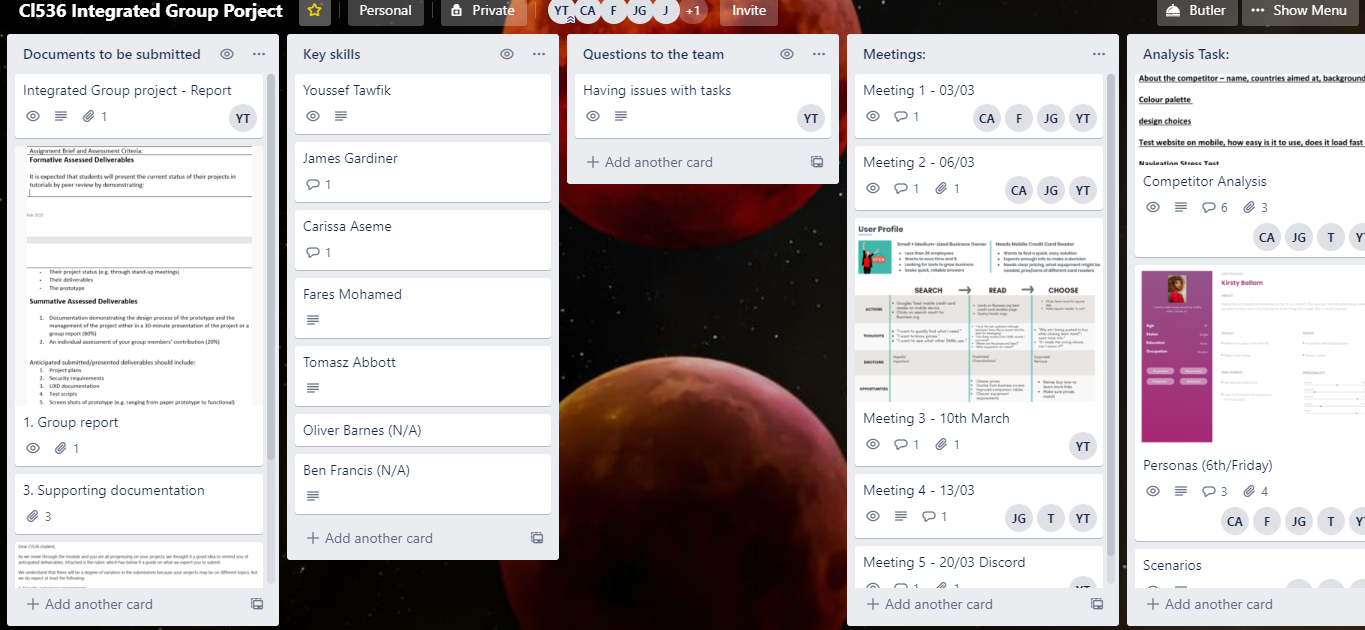 CI536 Integrated Group Porject
Personal
Private
YT CA F JG J +1
Invite
Butler
Show Menu
Documents to be submitted
Integrated Group project - Report
1
YT
Assignment Brief and Assessment Criteria:
Formative Assessed Deliverables
It is expected that students will present the current status of their projects in
tutorials by peer review by demonstrating:
Feb 2020
- Their project status (e.g. through stand-up meetings)
- Their deliverables
- The prototype
Summative Assessed Deliverables
1. Documentation demonstrating the design process of the prototype and the
management of the project either in a 30-minute presentation of the project or a
group report (80%)
2. An individual assessment of your group members' contribution (20%)
Anticipated submitted/presented deliverables should include:
1. Project plans
2. Security requirements
3. UXD documentation
4. Test scripts
5. Screen shots of prototype (e.g. ranging from paper prototype to functional)
1. Group report
1
3. Supporting documentation
3
Dear CI536 student,
As we move through the module and you are all progressing on your projects, we thought it a good idea to remind you of
anticipated deliverables. Attached is the rubric which has below it a guide on what we expect you to submit
We understand that there will be a degree of variation in the submissions because your projects may be on different topics. But
we do expect at least the following:
+ Add another card
Key skills
Youssef Tawfik
James Gardiner
1
Carissa Aseme
1
Fares Mohamed
Tomasz Abbott
Oliver Barnes (N/A)
Ben Francis (N/A)
+ Add another card
Questions to the team
Having issues with tasks
YT
+ Add another card
Meetings:
Meeting 1 - 03/03
1
CA F JG YT
Meeting 2 - 06/03
1 1
CA JG YT
User Profile
Small - Medium-sized Business Owner
Needs Mobile Credit Card Reader
SEARCH
READ
CHOOSE
ACTIONS
THOUGHTS
EMOTIONS
OPPORTUNITIES
Meeting 3 - 10th March
1 1
YT
Meeting 4 - 13/03
1
JG T YT
Meeting 5 - 20/03 Discord
+ Add another card
Analysis Task:
About the competitor – name, countries aimed at, background
Colour palette
design choices
Test website on mobile, how easy is it to use, does it load fast
Navigation Stress Test
Competitor Analysis
6 3
CA JG T
Kirsty Ballam
Age
Status
Education
Occupation
Personas (6th/Friday)
3 4
CA F JG T
Scenarios
+ Add another card